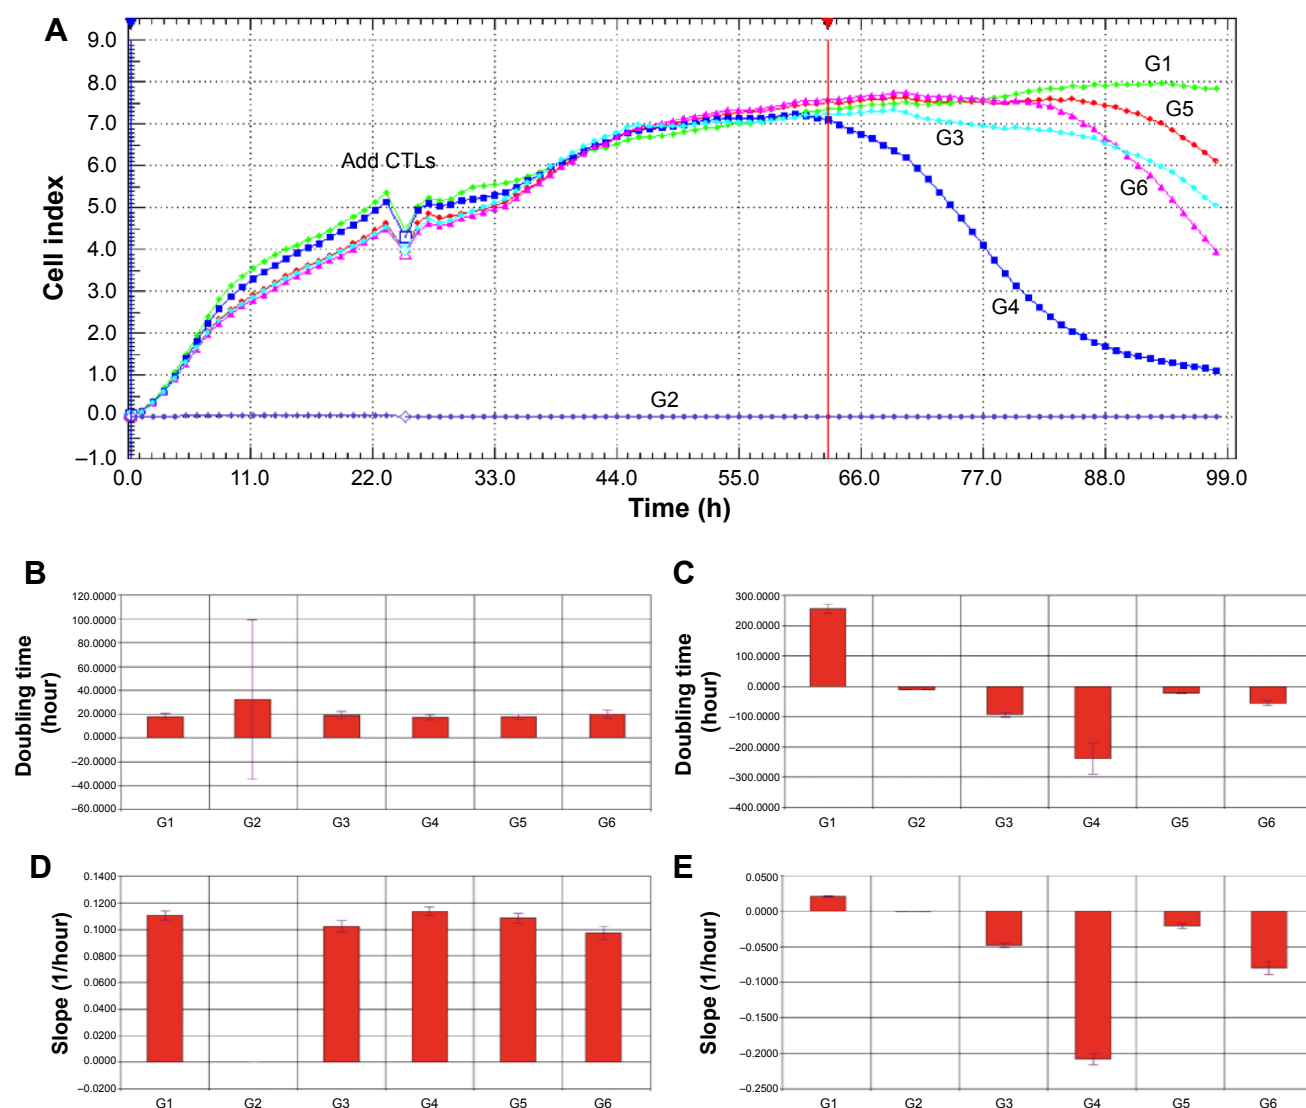 A
9.0
8.0
7.0
6.0
5.0
4.0
3.0
2.0
1.0
0.0
–1.0
Cell index
Add CTLs
G1
G5
G3
G6
G4
G2
0.0 11.0 22.0 33.0 44.0 55.0 66.0 77.0 88.0 99.0
Time (h)
B
120.0000
100.0000
80.0000
60.0000
40.0000
20.0000
0.0000
–20.0000
–40.0000
–60.0000
Doubling time
(hour)
G1 G2 G3 G4 G5 G6
C
300.0000
200.0000
100.0000
0.0000
–100.0000
–200.0000
–300.0000
–400.0000
Doubling time
(hour)
G1 G2 G3 G4 G5 G6
D
0.1400
0.1200
0.1000
0.0800
0.0600
0.0400
0.0200
0.0000
–0.0200
Slope (1/hour)
G1 G2 G3 G4 G5 G6
E
0.0500
0.0000
–0.0500
–0.1000
–0.1500
–0.2000
–0.2500
Slope (1/hour)
G1 G2 G3 G4 G5 G6